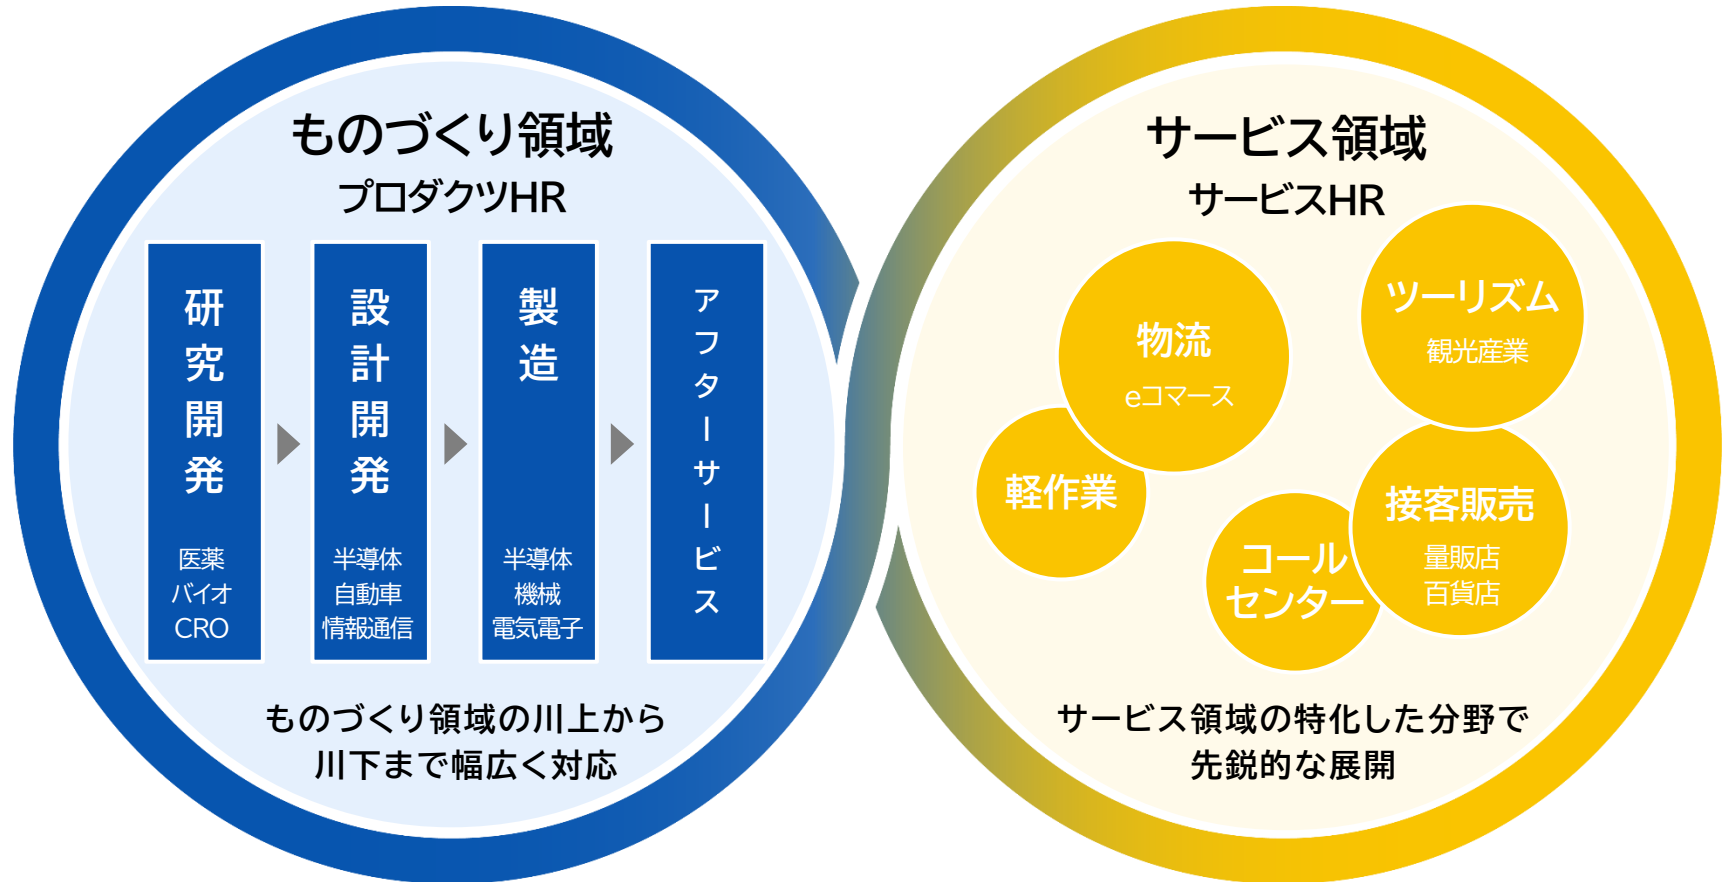 ものづくり領域
プロダクツHR
研究開発
医薬
バイオ
CRO
設計開発
半導体
自動車
情報通信
製造
半導体
機械
電気電子
アフターサービス
ものづくり領域の川上から
川下まで幅広く対応
サービス領域
サービスHR
物流
eコマース
ツーリズム
観光産業
軽作業
コール
センター
接客販売
量販店
百貨店
サービス領域の特化した分野で
先鋭的な展開